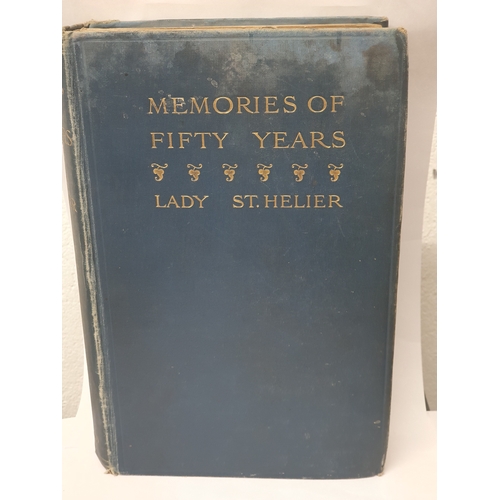 MEMORIES OF
FIFTY YEARS
LADY ST. HELIER